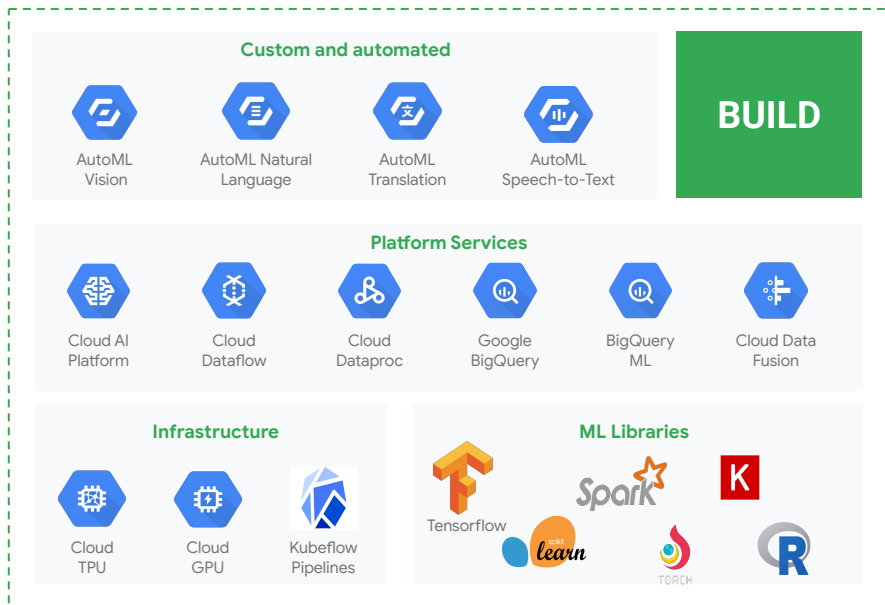 Custom and automated
BUILD
AutoML
Vision
AutoML Natural
Language
AutoML
Translation
AutoML
Speech-to-Text
Platform Services
Cloud AI
Platform
Cloud
Dataflow
Cloud
Dataproc
Google
BigQuery
BigQuery
ML
Cloud Data
Fusion
Infrastructure
Cloud
TPU
Cloud
GPU
Kubeflow
Pipelines
ML Libraries
Tensorflow
Spark
K
scikit
learn
TORCH
R